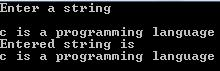 Enter a string
c is a programming language
Entered string is
c is a programming language